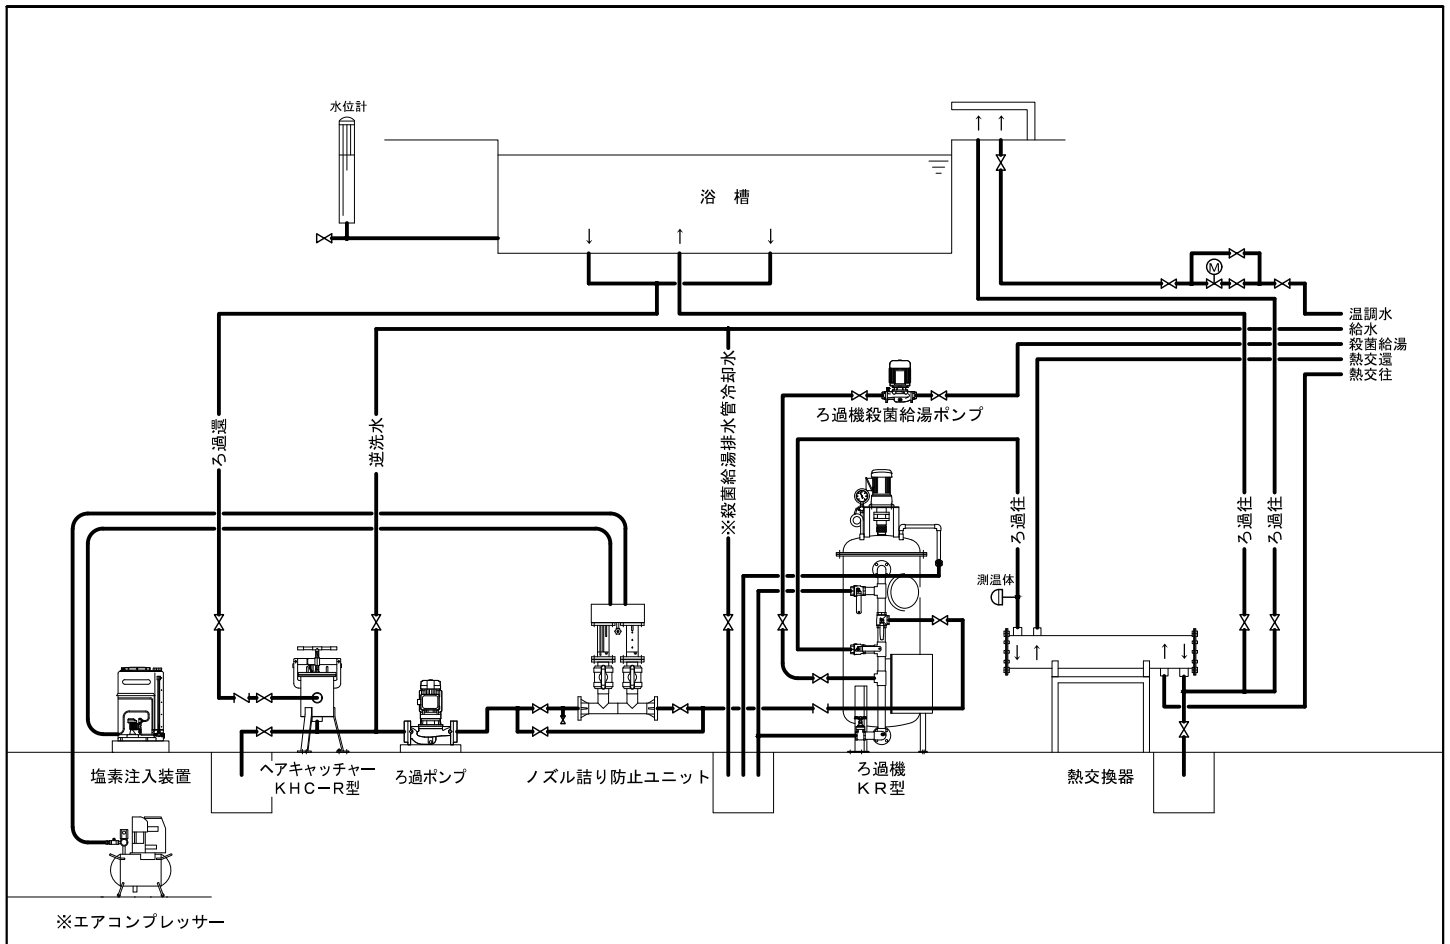 水位計
浴 槽
M
温調水
給水
殺菌給湯
熱交還
熱交往
ろ過機殺菌給湯ポンプ
ろ過還
逆洗水
※殺菌給湯排水管冷却水
ろ過往
ろ過往
ろ過往
測温体
塩素注入装置
ヘアキャッチャー
KHC－R型
ろ過ポンプ
ノズル詰り防止ユニット
ろ過機
KR型
熱交換器
※エアコンプレッサー